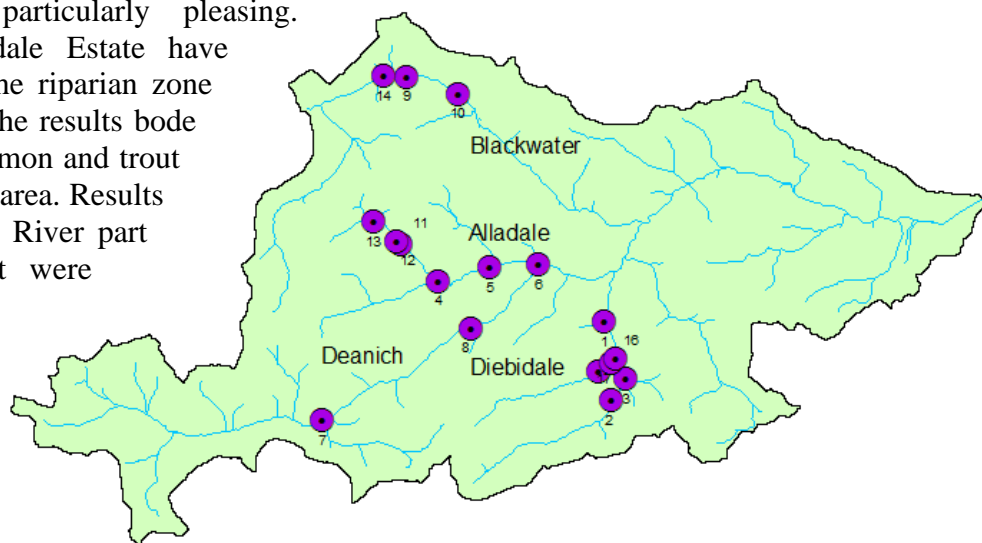 particularly pleasing.
dale Estate have
he riparian zone
he results bode
mon and trout
area. Results
River part
t were
14
9
10
Blackwater
13
11
12
Alladale
4
5
6
8
Deanich
Diebidale
1
16
3
2
7